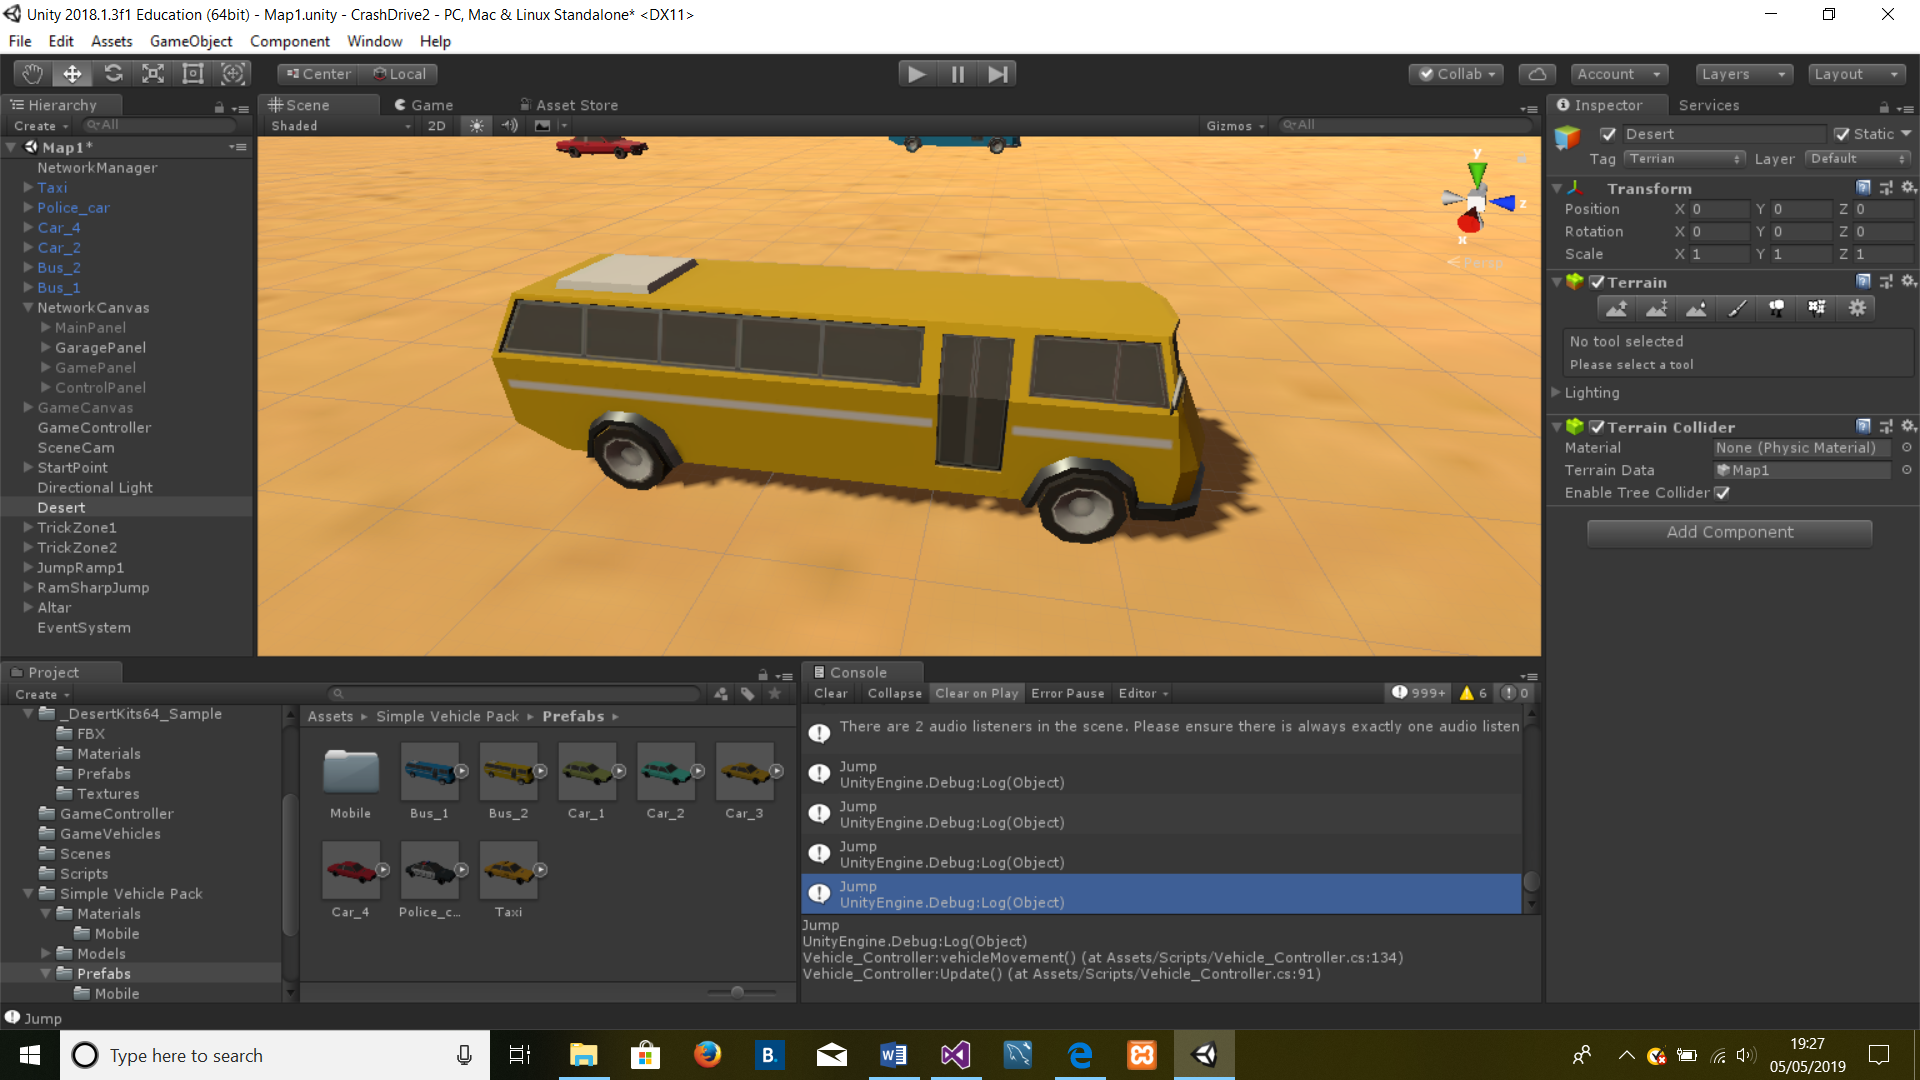 Unity 2018.1.3f1 Education (64bit) - Map1.unity - CrashDrive2 - PC, Mac & Linux Standalone* <DX11>
File Edit Assets GameObject Component Window Help
Center Local Collab Account Layers Layout
Hierarchy
Create All
Map1*
NetworkManager
Taxi
Police_car
Car_4
Car_2
Bus_2
Bus_1
NetworkCanvas
MainPanel
GaragePanel
GamePanel
ControlPanel
GameCanvas
GameController
SceneCam
StartPoint
Directional Light
Desert
TrickZone1
TrickZone2
JumpRamp1
RamSharpJump
Altar
EventSystem
Scene Game Asset Store
Shaded 2D Gizmos All
y
z
x
Persp
Inspector Services
Desert Static
Tag Terrian Layer Default
Transform
Position X 0 Y 0 Z 0
Rotation X 0 Y 0 Z 0
Scale X 1 Y 1 Z 1
Terrain
No tool selected
Please select a tool
Lighting
Terrain Collider
Material None (Physic Material)
Terrain Data Map1
Enable Tree Collider
Add Component
Project
Create
_DesertKits64_Sample
FBX
Materials
Prefabs
Textures
GameController
GameVehicles
Scenes
Scripts
Simple Vehicle Pack
Materials
Mobile
Models
Prefabs
Mobile
Assets Simple Vehicle Pack Prefabs
Mobile Bus_1 Bus_2 Car_1 Car_2 Car_3
Car_4 Police_c... Taxi
Console
Clear Collapse Clear on Play Error Pause Editor 999+ 6 0
There are 2 audio listeners in the scene. Please ensure there is always exactly one audio listen
Jump
UnityEngine.Debug:Log(Object)
Jump
UnityEngine.Debug:Log(Object)
Jump
UnityEngine.Debug:Log(Object)
Jump
UnityEngine.Debug:Log(Object)
Jump
UnityEngine.Debug:Log(Object)
Vehicle_Controller:vehicleMovement() (at Assets/Scripts/Vehicle_Controller.cs:134)
Vehicle_Controller:Update() (at Assets/Scripts/Vehicle_Controller.cs:91)
Jump
Type here to search
B.
19:27
05/05/2019